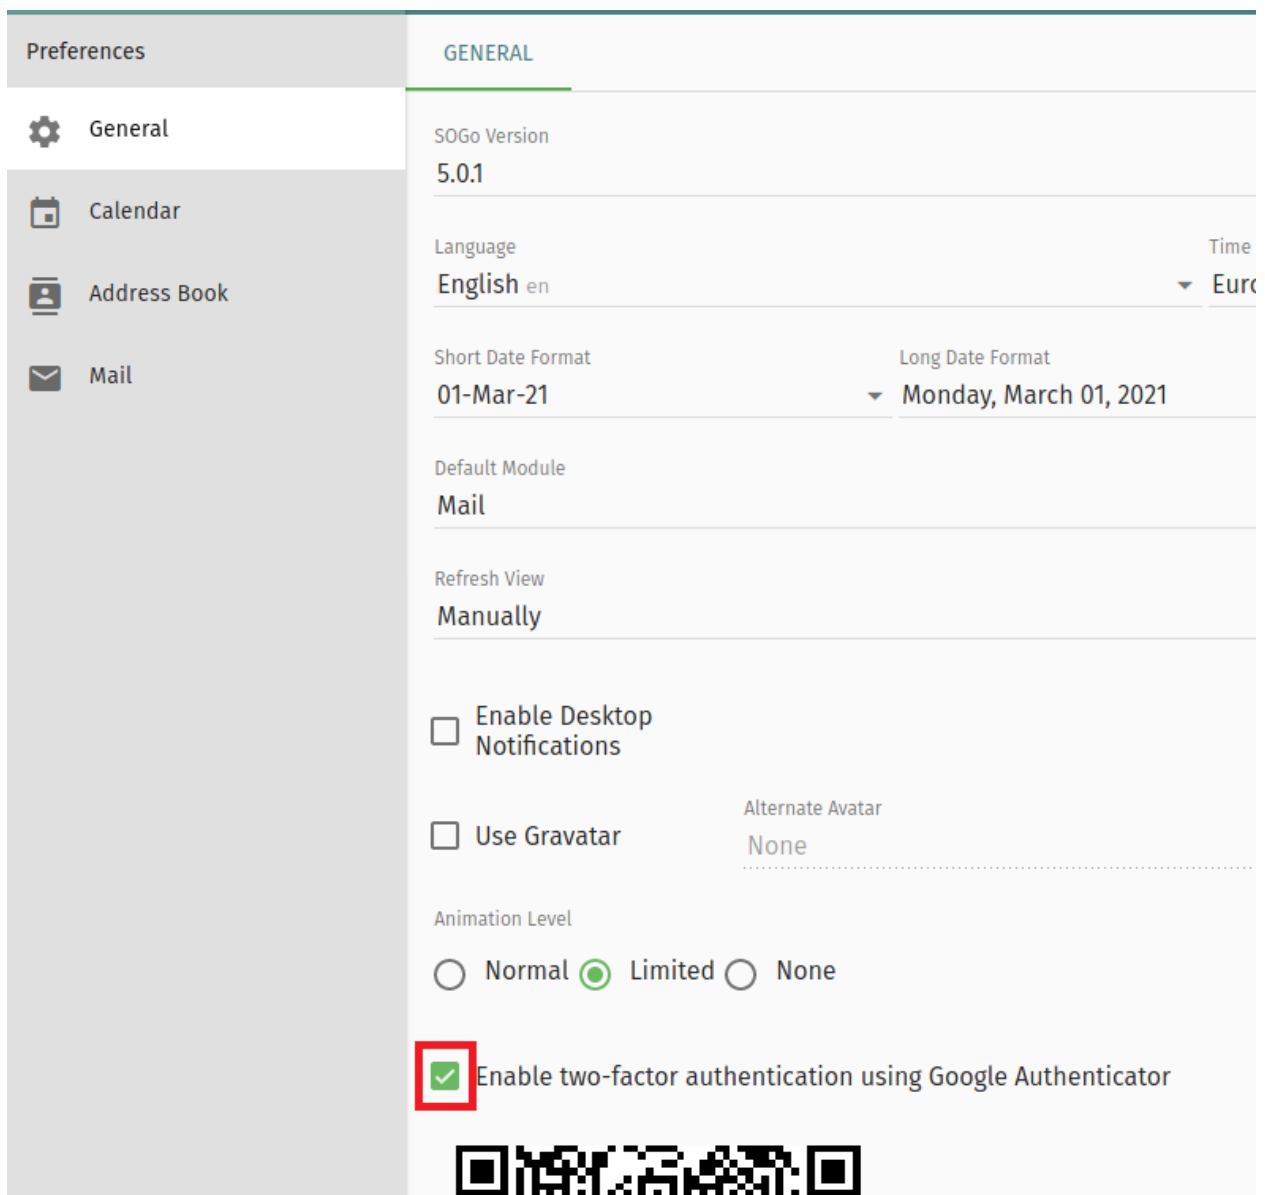 Preferences
General
Calendar
Address Book
Mail
GENERAL
SOGo Version
5.0.1
Language
Time
English en
Short Date Format
Long Date Format
01-Mar-21
Monday, March 01, 2021
Default Module
Mail
Refresh View
Manually
Enable Desktop
Notifications
Use Gravatar
Alternate Avatar
None
Animation Level
Normal Limited None
Enable two-factor authentication using Google Authenticator